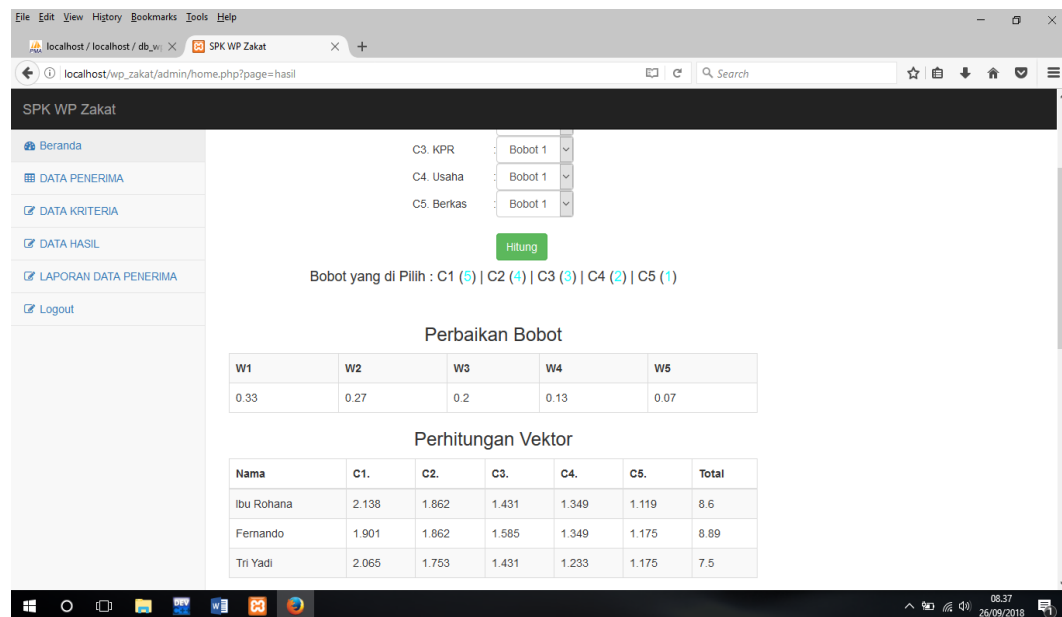 File Edit View History Bookmarks Tools Help
localhost / localhost / db_w
SPK WP Zakat
localhost/wp_zakat/admin/home.php?page=hasil
Search
SPK WP Zakat
Beranda
DATA PENERIMA
DATA KRITERIA
DATA HASIL
LAPORAN DATA PENERIMA
Logout
C3. KPR : Bobot 1
C4. Usaha : Bobot 1
C5. Berkas : Bobot 1
Hitung
Bobot yang di Pilih : C1 (5) | C2 (4) | C3 (3) | C4 (2) | C5 (1)
Perbaikan Bobot
W1 W2 W3 W4 W5
0.33 0.27 0.2 0.13 0.07
Perhitungan Vektor
Nama C1. C2. C3. C4. C5. Total
Ibu Rohana 2.138 1.862 1.431 1.349 1.119 8.6
Fernando 1.901 1.862 1.585 1.349 1.175 8.89
Tri Yadi 2.065 1.753 1.431 1.233 1.175 7.5
DEV
08.37
26/09/2018